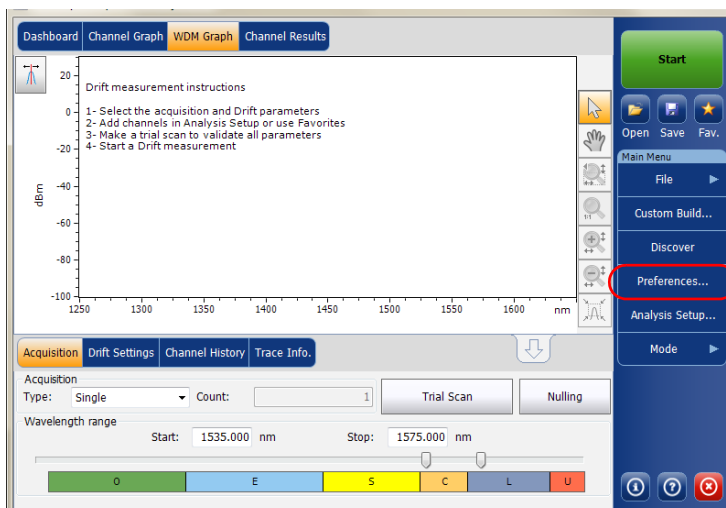 Dashboard Channel Graph WDM Graph Channel Results
Start
Drift measurement instructions
1- Select the acquisition and Drift parameters
2- Add channels in Analysis Setup or use Favorites
3- Make a trial scan to validate all parameters
4- Start a Drift measurement
20
0
-20
-40
-60
-80
-100
dBm
1250 1300 1350 1400 1450 1500 1550 1600 nm
1:1
Open Save Fav.
Main Menu
File
Custom Build...
Discover
Preferences...
Analysis Setup...
Mode
Acquisition Drift Settings Channel History Trace Info.
Acquisition
Type: Single Count: 1 Trial Scan Nulling
Wavelength range
Start: 1535.000 nm Stop: 1575.000 nm
O E S C L U